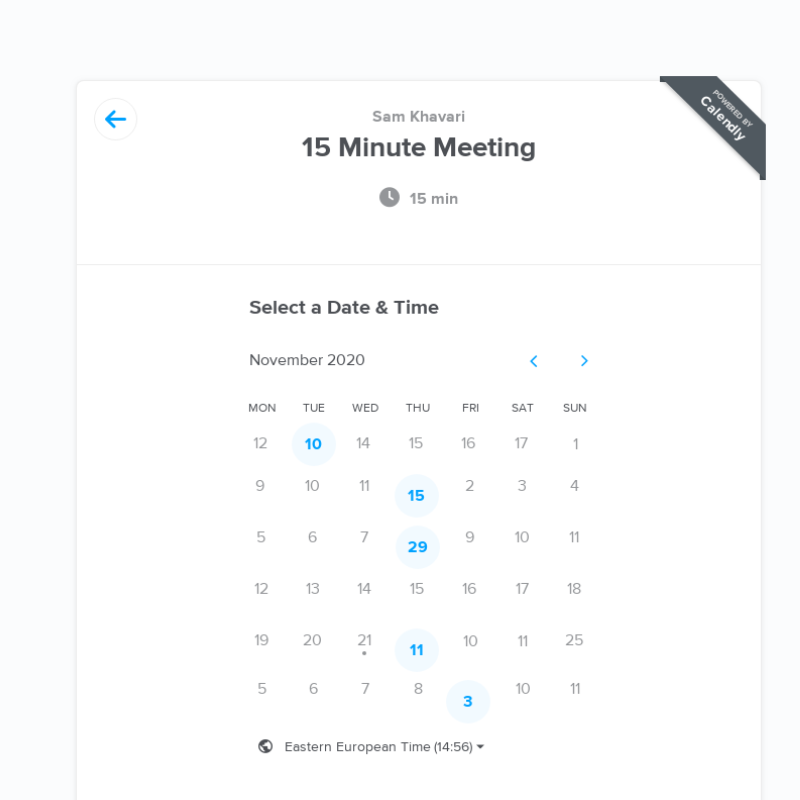 POWERED BY
Calendly
Sam Khavari
15 Minute Meeting
15 min
Select a Date & Time
November 2020
MON TUE WED THU FRI SAT SUN
12 10 14 15 16 17 1
9 10 11 15 2 3 4
5 6 7 29 9 10 11
12 13 14 15 16 17 18
19 20 21 11 10 11 25
5 6 7 8 3 10 11
Eastern European Time (14:56)